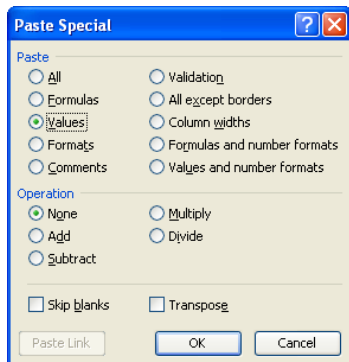 Paste Special
Paste
All
Validation
Formulas
All except borders
Values
Column widths
Formats
Formulas and number formats
Comments
Values and number formats
Operation
None
Multiply
Add
Divide
Subtract
Skip blanks
Transpose
Paste Link
OK
Cancel